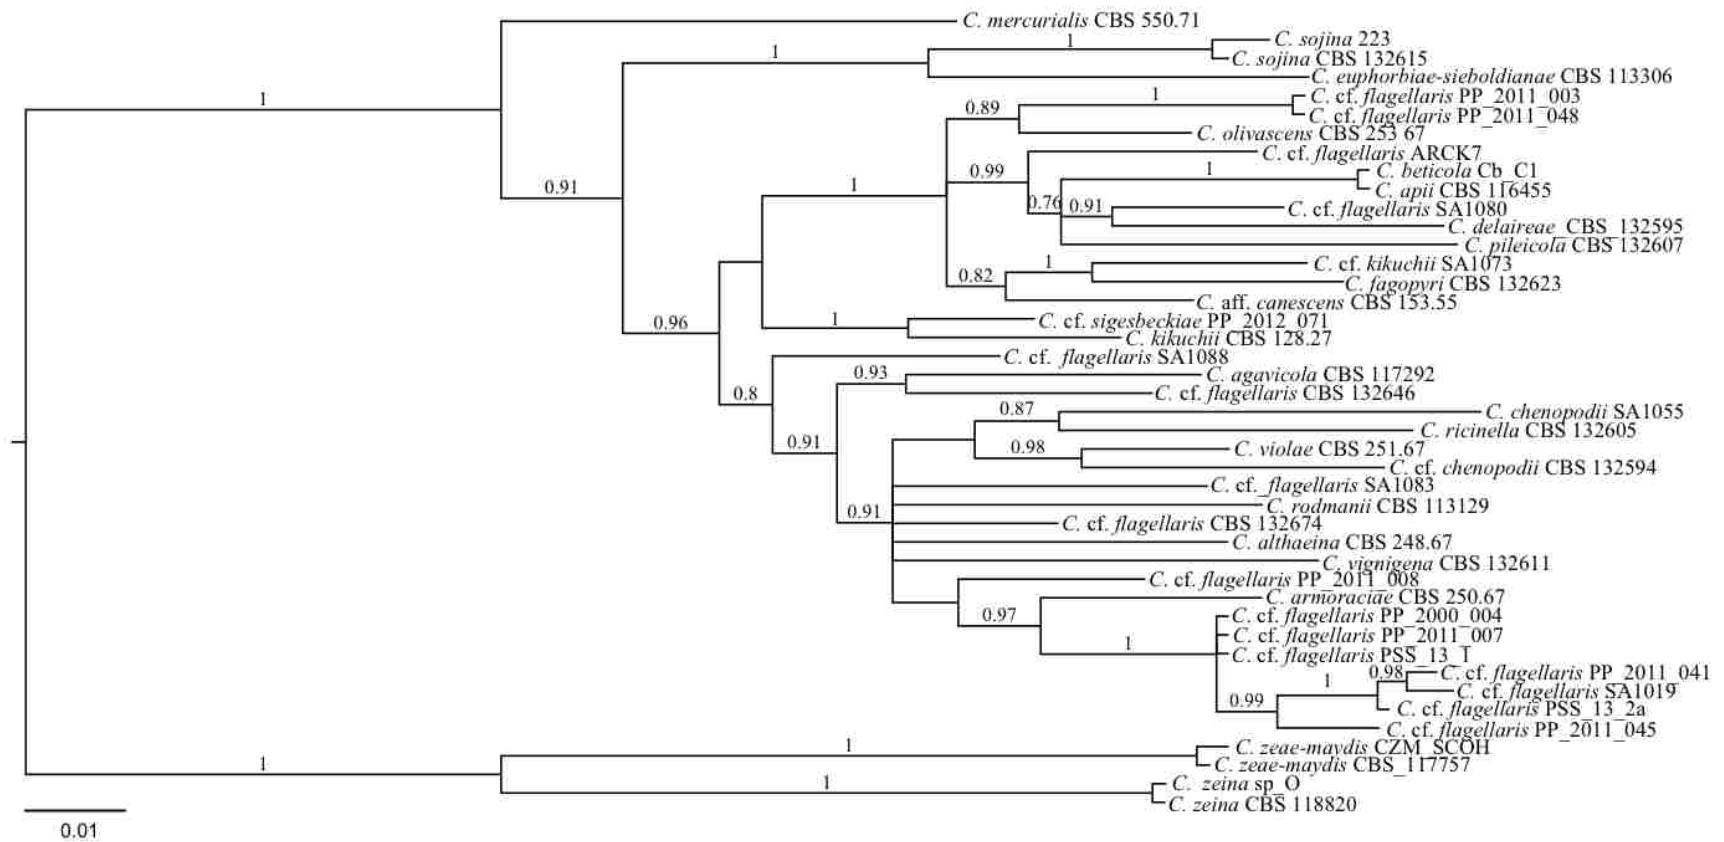 C. mercurialis CBS 550.71
C. sojina 223
1
1
C. sojina CBS 132615
C. euphorbiae-sieboldianae CBS 113306
1
C. cf. flagellaris PP_2011_003
1
0.89
C. cf. flagellaris PP_2011_048
C. olivascens CBS 253 67
C. cf. flagellaris ARCK7
0.99
1
C. beticola Cb_C1
0.91
1
C. apii CBS 116455
0.76
0.91
C. cf. flagellaris SA1080
C. delaireae_CBS_132595
C. pileicola CBS 132607
1
C. cf. kikuchii SA1073
0.82
C. fagopyri CBS 132623
C. aff. canescens CBS 153.55
0.96
1
C. cf. sigesbeckiae PP_2012_071
C. kikuchii CBS 128.27
C. cf. flagellaris SA1088
0.93
C. agavicola CBS 117292
0.8
C. cf. flagellaris CBS 132646
0.87
C. chenopodii SA1055
C. ricinella CBS 132605
0.91
0.98
C. violae CBS 251.67
C. cf. chenopodii CBS 132594
C. cf._flagellaris SA1083
C. rodmanii CBS 113129
0.91
C. cf. flagellaris CBS 132674
C. althaeina CBS 248.67
C. vignigena CBS 132611
C. cf. flagellaris PP_2011_008
C. armoraciae CBS 250.67
0.97
C. cf. flagellaris PP_2000_004
C. cf. flagellaris PP_2011_007
1
C. cf. flagellaris PSS_13_1
0.98
C. cf. flagellaris PP_2011_041
1
C. cf. flagellaris SA1019
0.99
C. cf. flagellaris PSS_13_2a
C. cf. flagellaris PP_2011_045
1
C. zeae-maydis CZM_SCOH
1
C. zeae-maydis CBS_117757
1
C. zeina sp_O
C. zeina CBS 118820
0.01